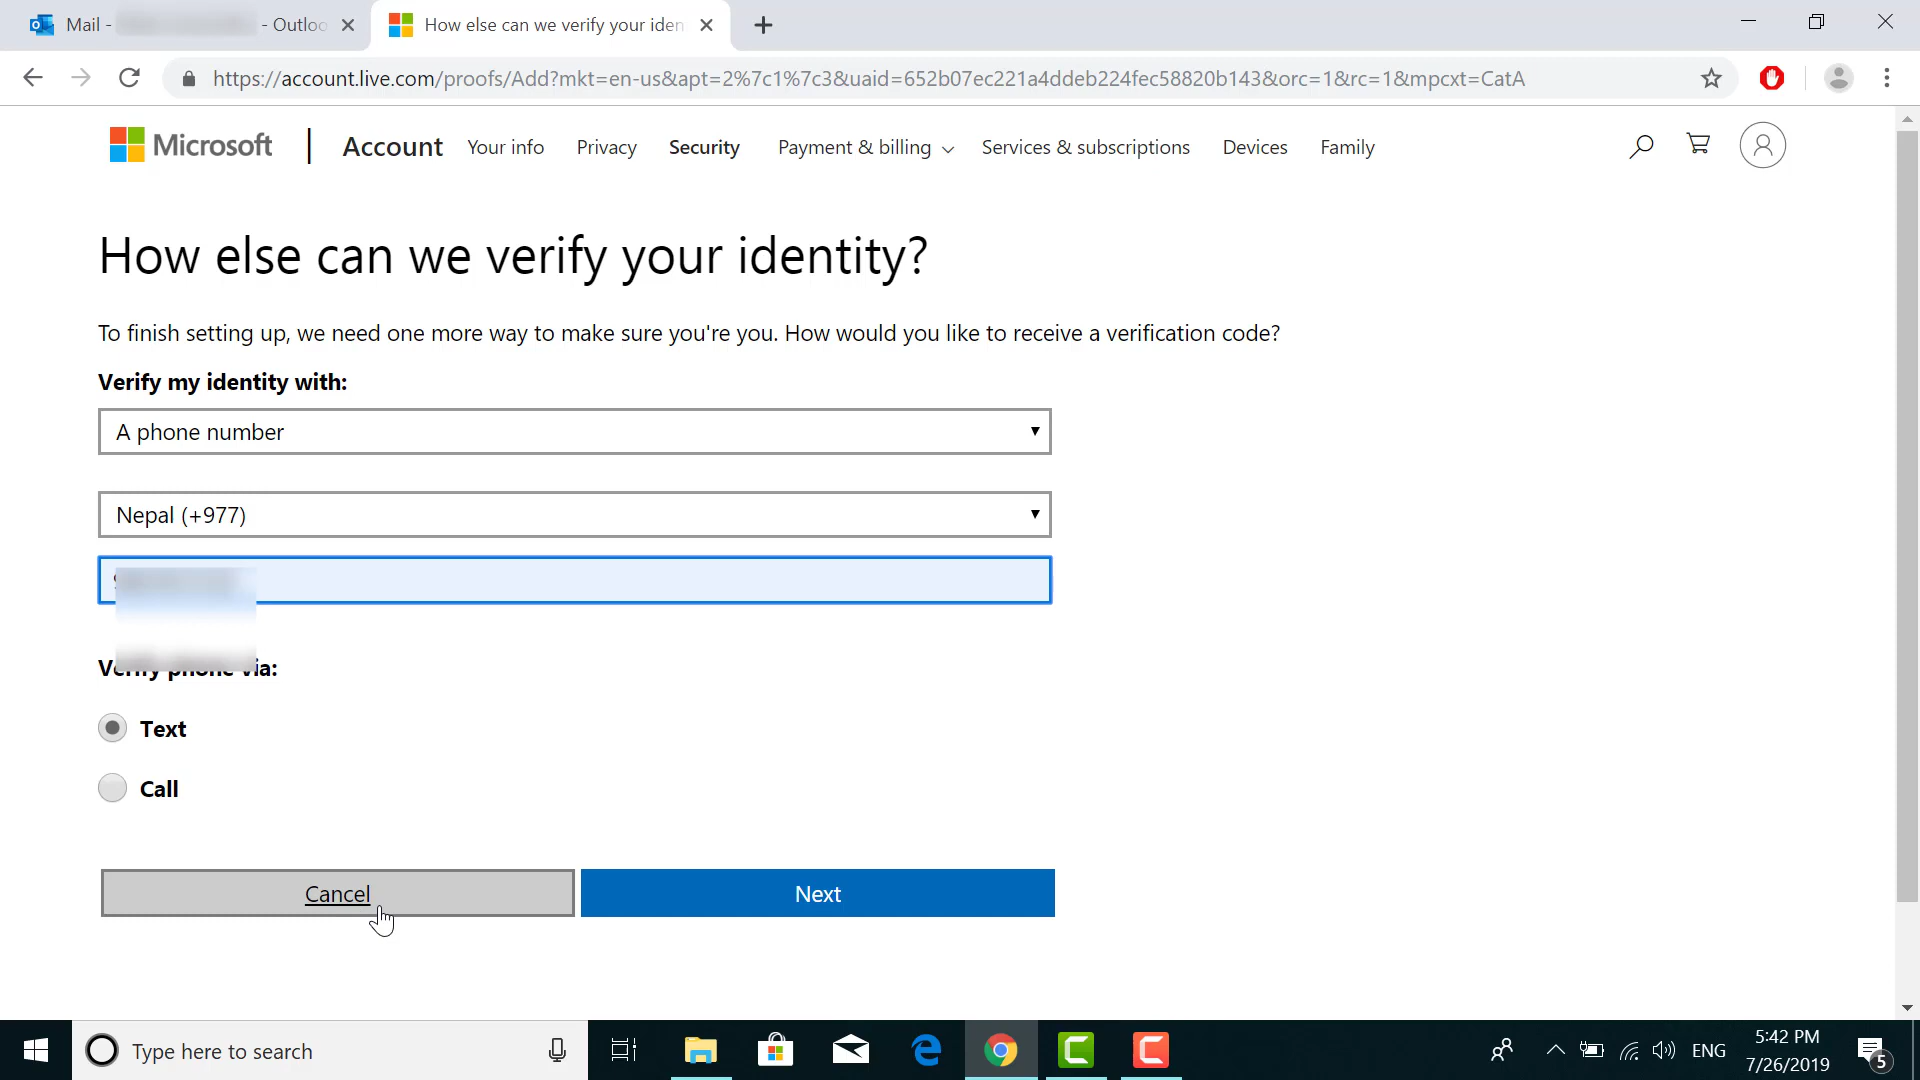 Mail -
- Outloo
How else can we verify your iden
https://account.live.com/proofs/Add?mkt=en-us&apt=2%7c1%7c3&uaid=652b07ec221a4ddeb224fec58820b143&orc=1&rc=1&mpcxt=CatA
Microsoft | Account Your info Privacy Security Payment & billing Services & subscriptions Devices Family
How else can we verify your identity?
To finish setting up, we need one more way to make sure you're you. How would you like to receive a verification code?
Verify my identity with:
A phone number
Nepal (+977)
Verify phone via:
Text
Call
Cancel
Next
Type here to search
ENG
5:42 PM
7/26/2019
5